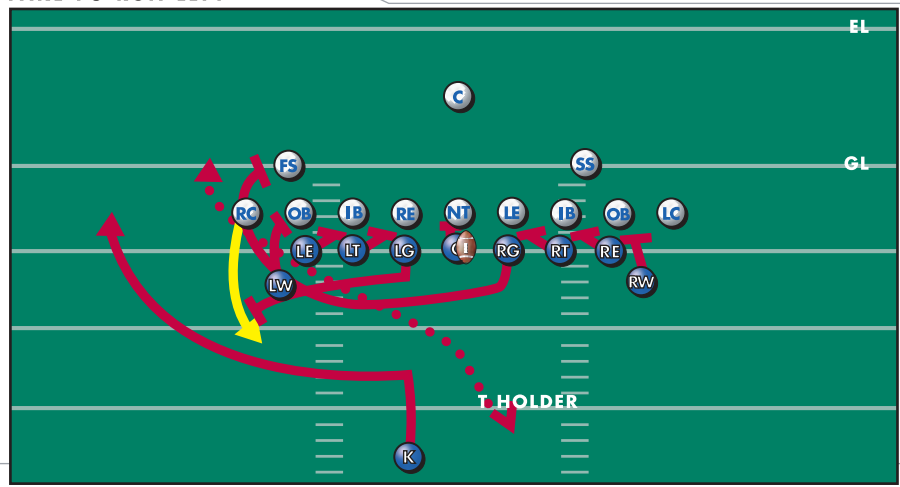 EL
C
FS SS GL
RC OB IB RE NT LE IB OB LC
LE LT LG RG RT RE
LW RW
T HOLDER
K